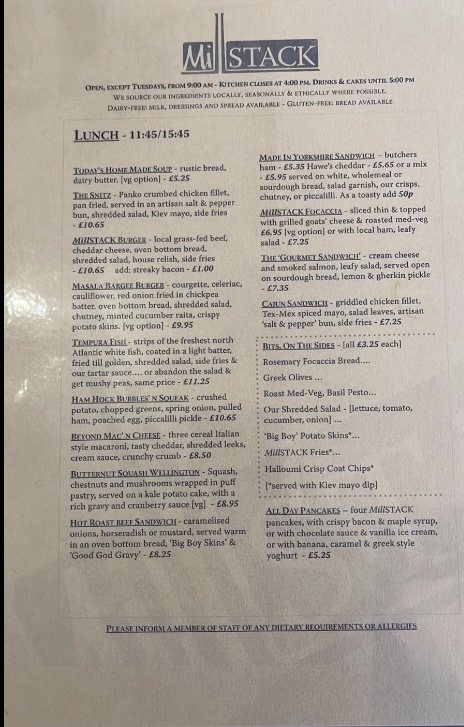 Mill STACK
Open, except Tuesdays, from 9:00 am - Kitchen closes at 4:00 pm. Drinks & cakes until 5:00 pm
We source our ingredients locally, seasonally & ethically where possible.
Dairy-free: milk, dressings and spread available - Gluten-free: bread available
Lunch - 11:45/15:45
Today's Home Made Soup - rustic bread,
dairy butter. [vg option] - £5.25
The Snitz - Panko crumbed chicken fillet,
pan fried, served in an artisan salt & pepper
bun, shredded salad, Kiev mayo, side fries
- £10.65
MillSTACK Burger - local grass-fed beef,
cheddar cheese, oven bottom bread,
shredded salad, house relish, side fries
- £10.65 add: streaky bacon - £1.00
Masala Bargee Burger - courgette, celeriac,
cauliflower, red onion fried in chickpea
batter. oven bottom bread, shredded salad,
chutney, minted cucumber raita, crispy
potato skins. [vg option] - £9.95
Tempura Fish - strips of the freshest north
Atlantic white fish, coated in a light batter,
fried till golden, shredded salad, side fries &
our tartar sauce.... or abandon the salad &
get mushy peas, same price - £11.25
Ham Hock Bubbles' n Squeak - crushed
potato, chopped greens, spring onion, pulled
ham, poached egg, piccalilli pickle - £10.65
Beyond Mac' n Cheese - three cereal Italian
style macaroni, tasty cheddar, shredded leeks,
cream sauce, crunchy crumb - £8.50
Butternut Squash Wellington - Squash,
chestnuts and mushrooms wrapped in puff
pastry, served on a kale potato cake, with a
rich gravy and cranberry sauce [vg] - £8.95
Hot Roast beef Sandwich - caramelised
onions, horseradish or mustard, served warm
in an oven bottom bread, 'Big Boy Skins' &
'Good God Gravy' - £8.25
Made In Yorkshire Sandwich – butchers
ham - £5.35 Hawe's cheddar - £5.65 or a mix
- £5.95 served on white, wholemeal or
sourdough bread, salad garnish, our crisps,
chutney, or piccalilli. As a toasty add 50p
MillSTACK Focaccia - sliced thin & topped
with grilled goats' cheese & roasted med-veg
£6.95 [vg option] or with local ham, leafy
salad - £7.25
The 'Gourmet Sandwich' - cream cheese
and smoked salmon, leafy salad, served open
on sourdough bread, lemon & gherkin pickle
- £7.35
Cajun Sandwich - griddled chicken fillet,
Tex-Mex spiced mayo, salad leaves, artisan
'salt & pepper' bun, side fries - £7.25
Bits, On The Sides - [all £3.25 each]
Rosemary Focaccia Bread....
Greek Olives ...
Roast Med-Veg, Basil Pesto...
Our Shredded Salad - [lettuce, tomato,
cucumber, onion] ...
'Big Boy' Potato Skins*...
MillSTACK Fries*...
Halloumi Crisp Coat Chips*
[*served with Kiev mayo dip]
All Day Pancakes – four MillSTACK
pancakes, with crispy bacon & maple syrup,
or with chocolate sauce & vanilla ice cream,
or with banana, caramel & greek style
yoghurt - £5.25
Please inform a member of staff of any dietary requirements or allergies